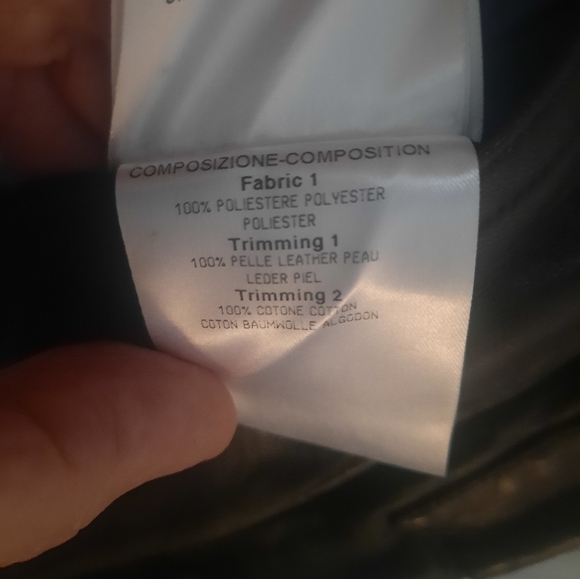 COMPOSIZIONE-COMPOSITION
Fabric 1
100% POLIESTERE POLYESTER
POLIESTER
Trimming 1
100% PELLE LEATHER PEAU
LEDER PIEL
Trimming 2
100% COTONE COTTON
COTON BAUMWOLLE ALGODON